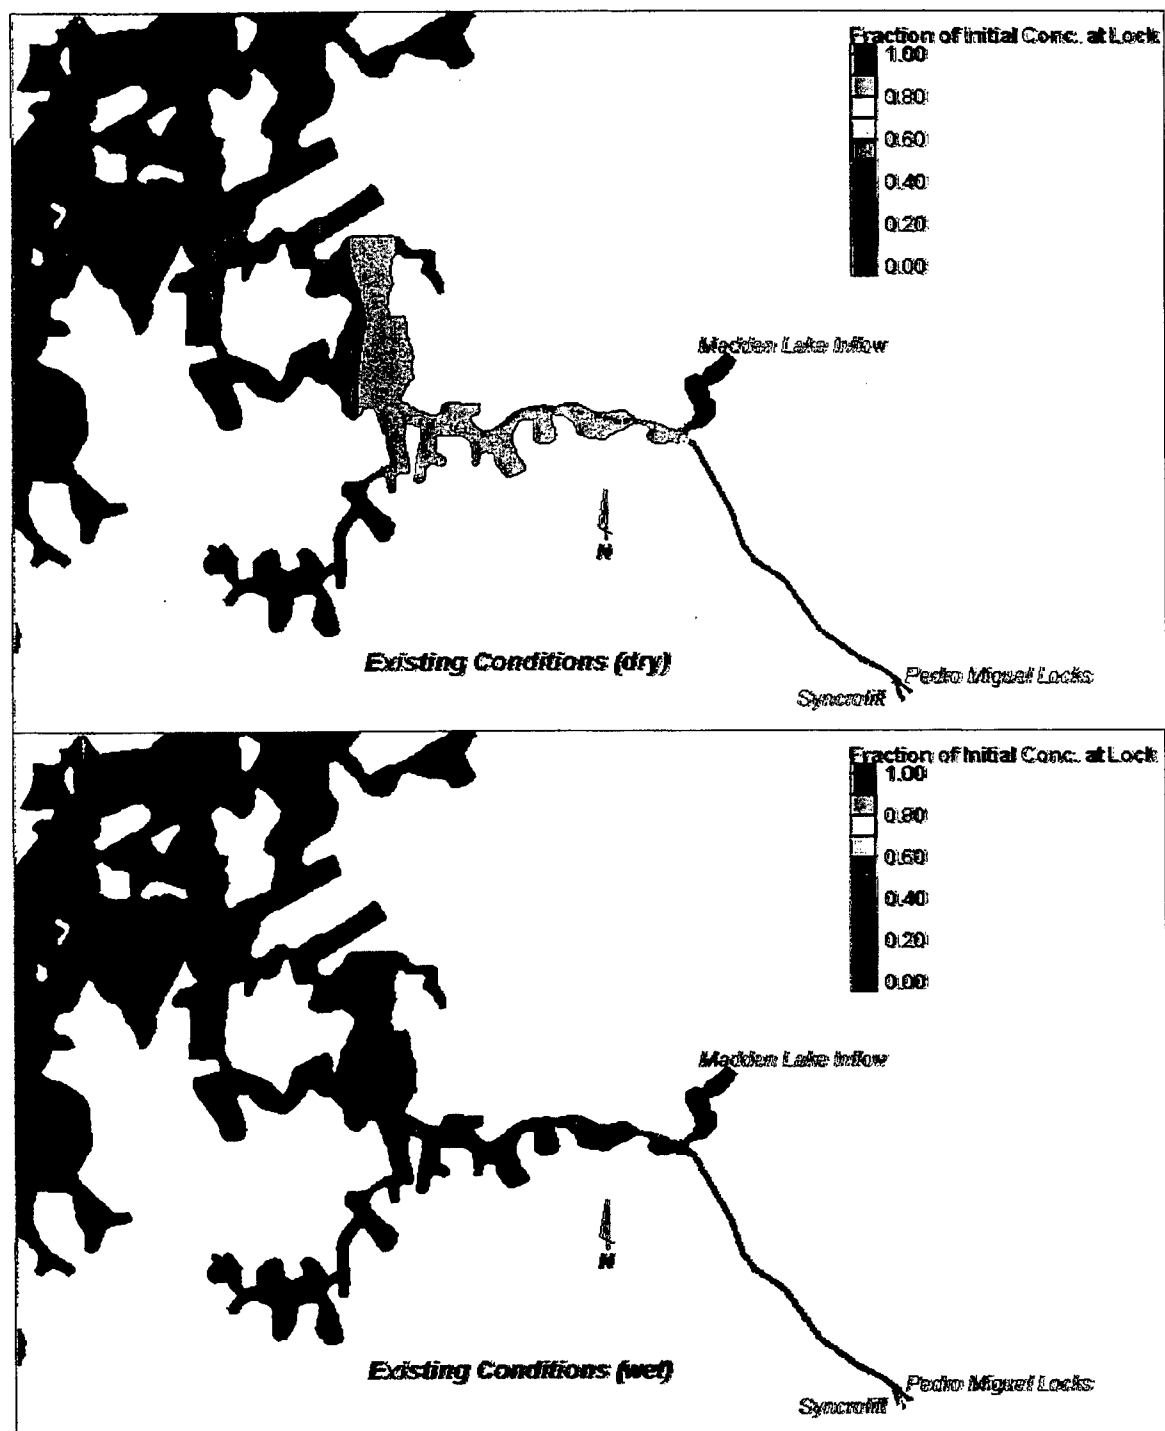 Fraction of Initial Conc. at Lock
1.00
0.80
0.60
0.40
0.20
0.00
Madden Lake Inflow
N
Existing Conditions (dry)
Pedro Miguel Locks
Syncrolift
Fraction of Initial Conc. at Lock
1.00
0.80
0.60
0.40
0.20
0.00
Madden Lake Inflow
N
Existing Conditions (wet)
Pedro Miguel Locks
Syncrolift